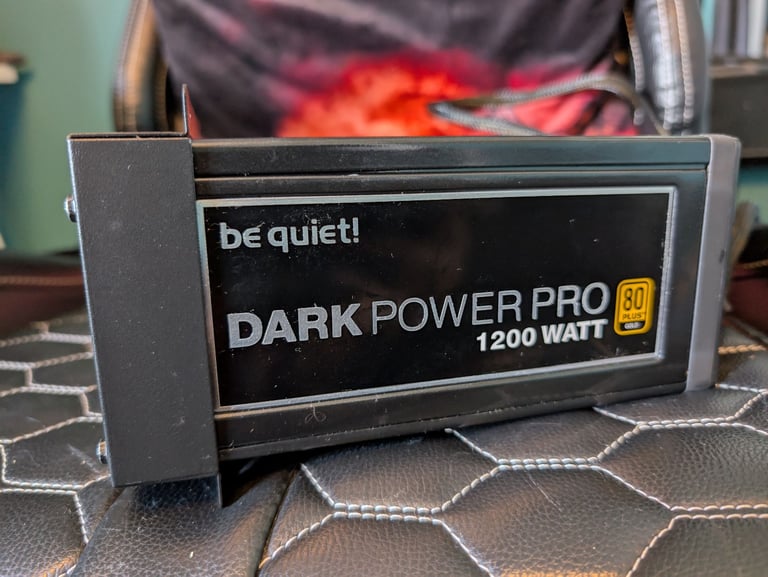 be quiet!
DARK POWER PRO
1200 WATT
80
PLUS
GOLD